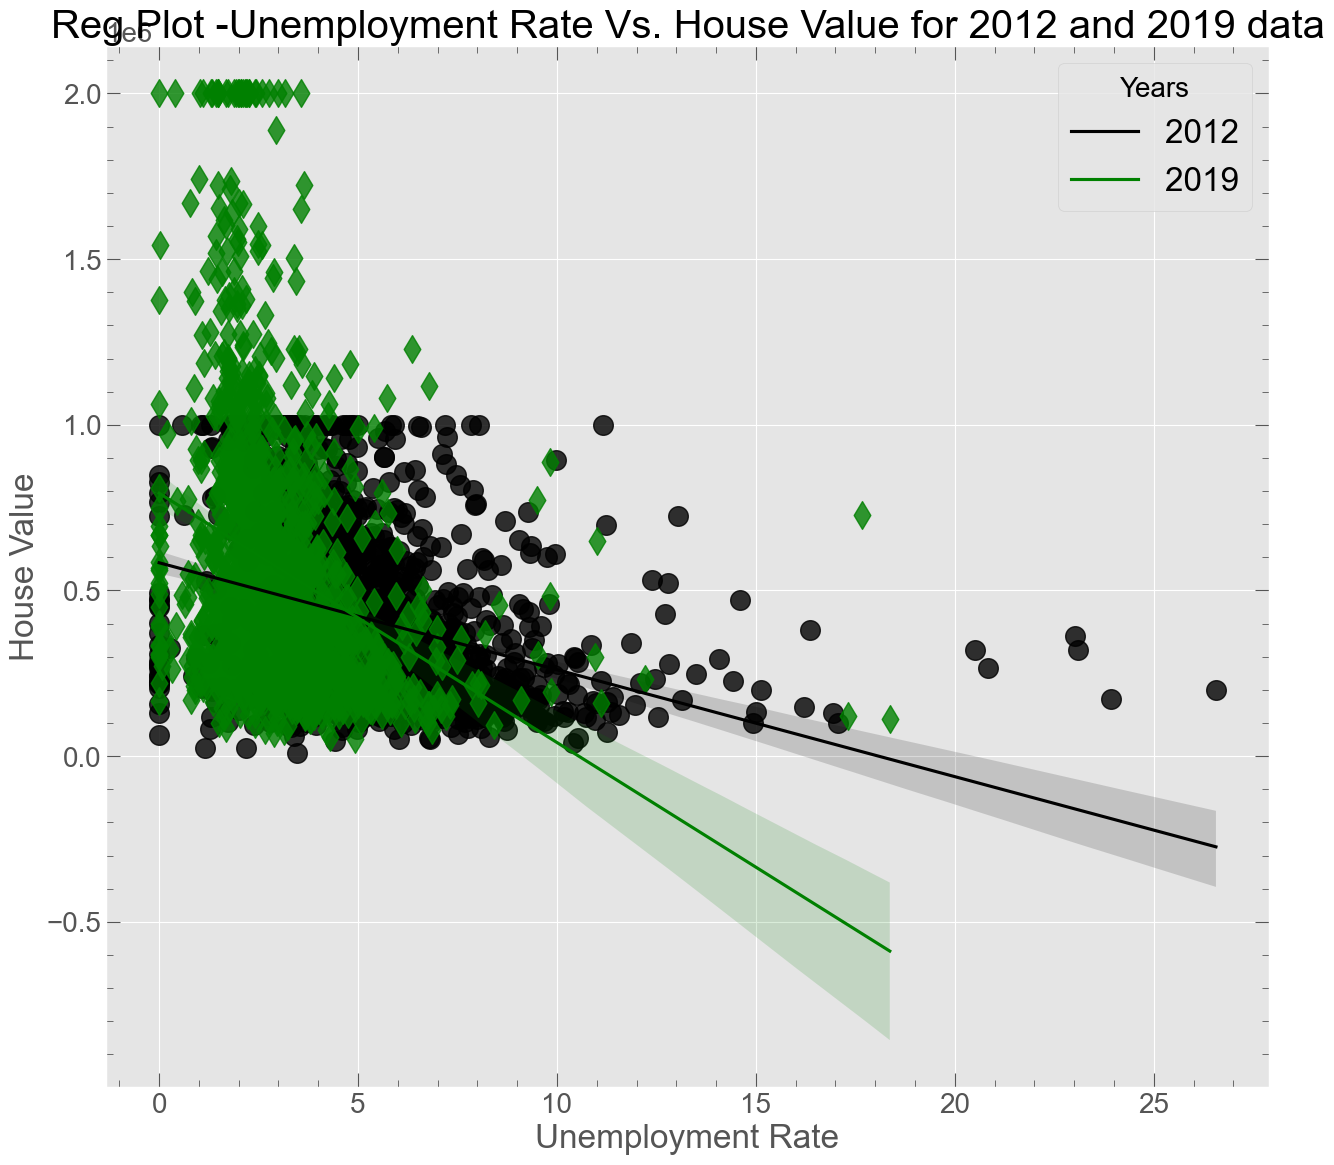 Reg Plot -Unemployment Rate Vs. House Value for 2012 and 2019 data
Years
2012
2019
2.0
1.5
1.0
0.5
0.0
−0.5
House Value
0 5 10 15 20 25
Unemployment Rate